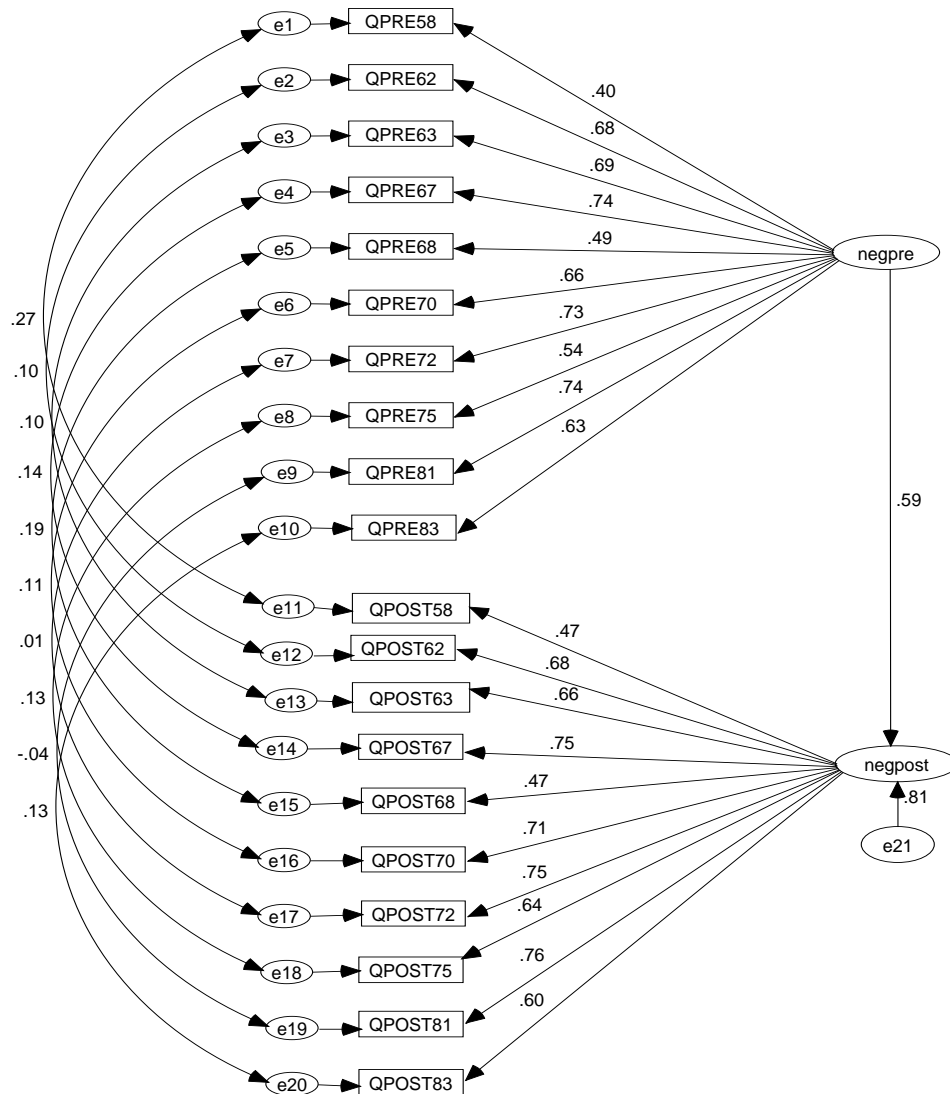 e1 QPRE58
e2 QPRE62
.40
e3 QPRE63
.68
.69
e4 QPRE67
.74
e5 QPRE68
.49
negpre
e6 QPRE70
.66
.27
.73
e7 QPRE72
.54
.10
.74
e8 QPRE75
.10
.63
e9 QPRE81
.14
.59
e10 QPRE83
.19
.11
e11 QPOST58
.47
.01
e12 QPOST62
.68
.66
e13 QPOST63
.13
e14 QPOST67
.75
-.04
negpost
.47
.81
e15 QPOST68
.13
.71
e21
e16 QPOST70
.75
.64
e17 QPOST72
.76
e18 QPOST75
.60
e19 QPOST81
e20 QPOST83